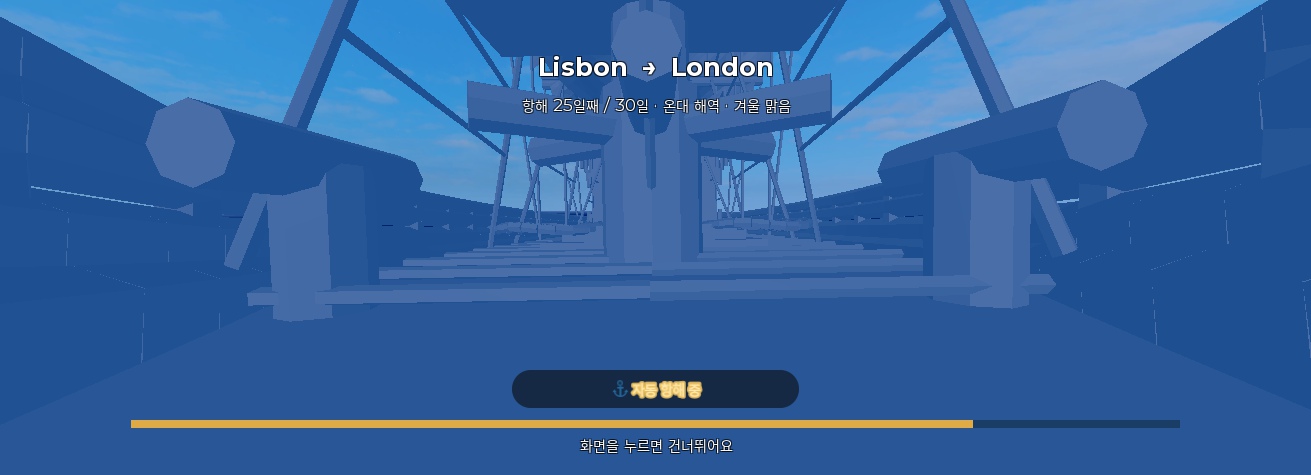 Lisbon → London
항해 25일째 / 30일 · 온대 해역 · 겨울 맑음
⚓ 자동 항해 중
화면을 누르면 건너뛰어요